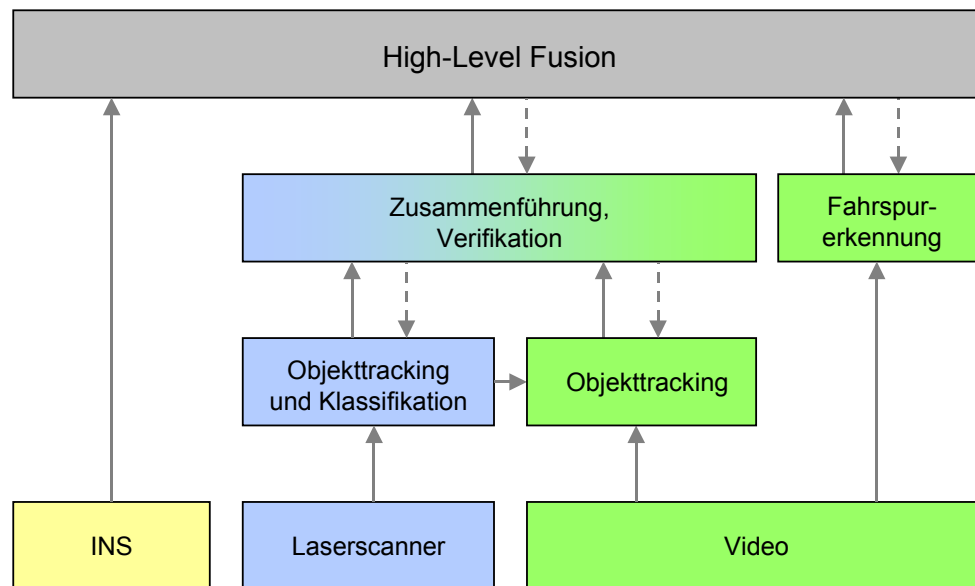 High-Level Fusion
Zusammenführung,
Verifikation
Fahrspur-
erkennung
Objekttracking
und Klassifikation
Objekttracking
INS
Laserscanner
Video